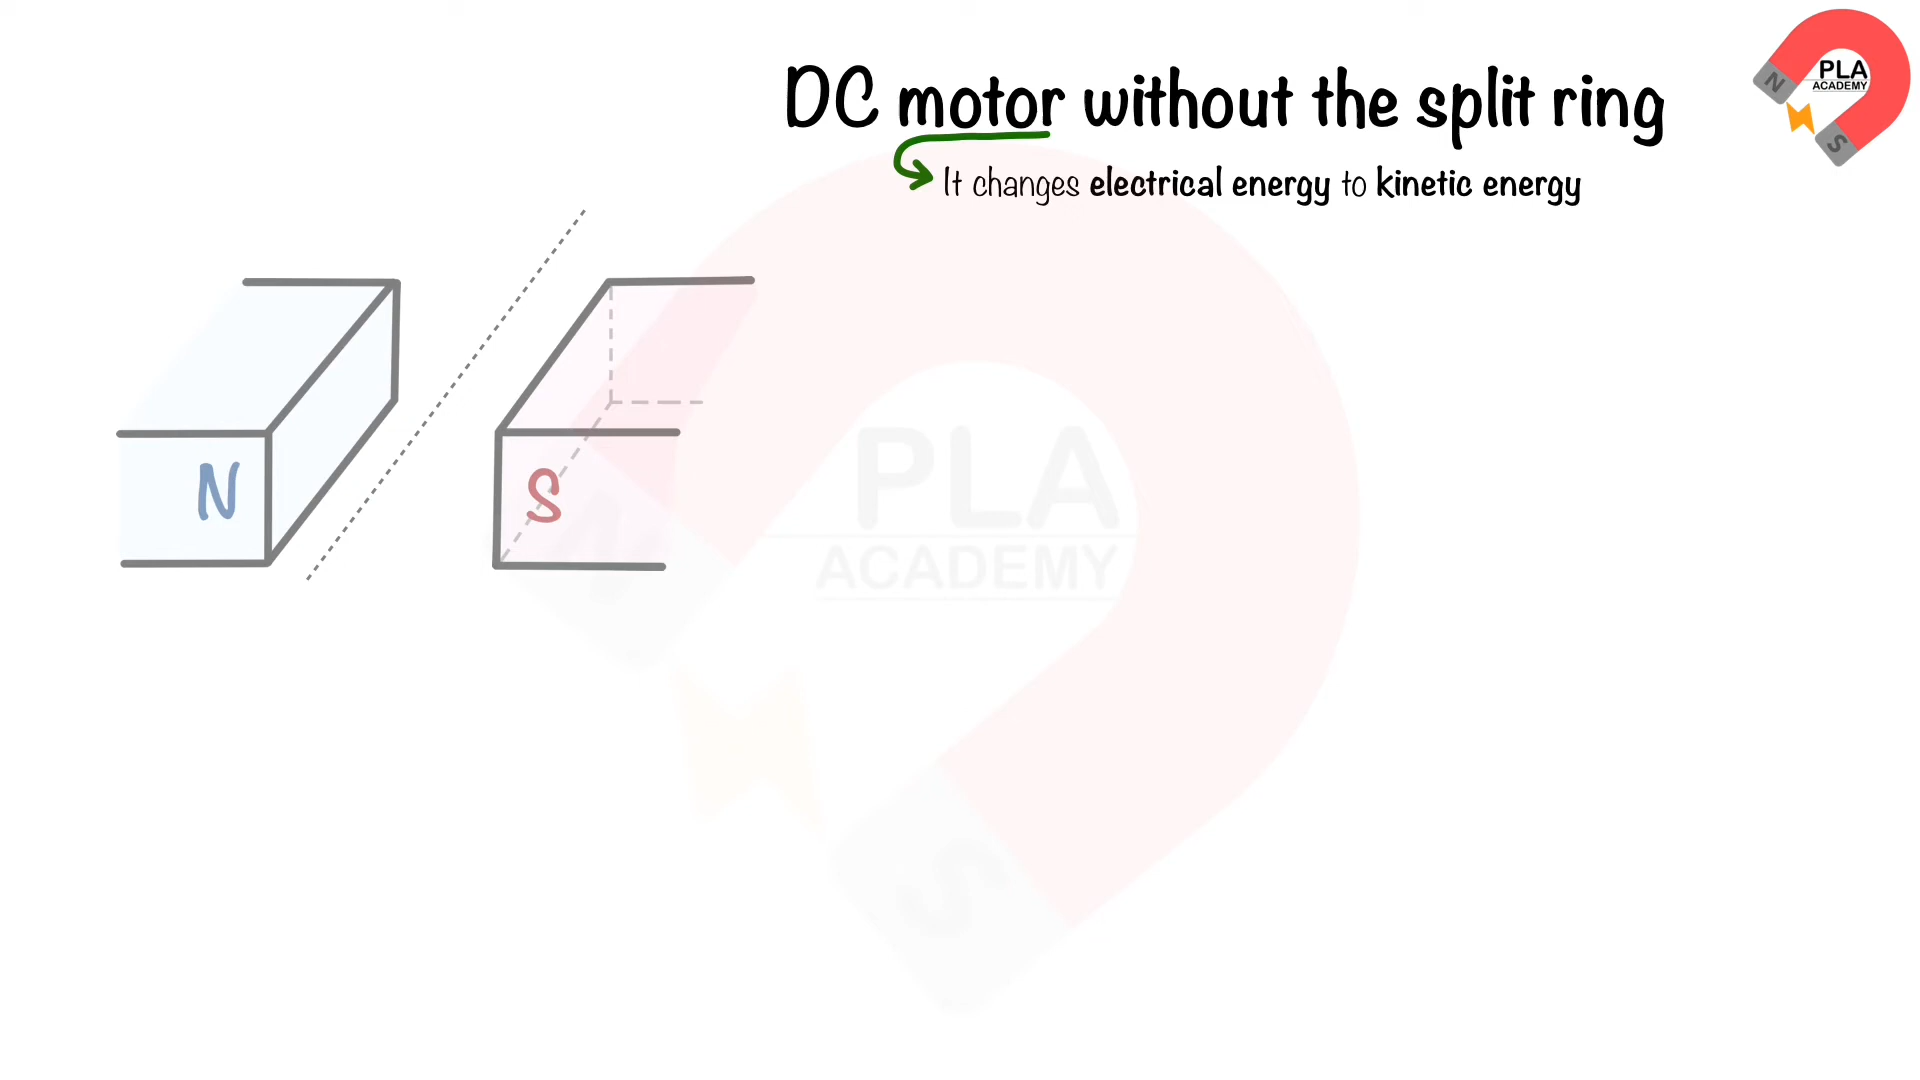 DC motor without the split ring
It changes electrical energy to kinetic energy
N
S
PLA
ACADEMY
N
S
PLA
ACADEMY
N
S